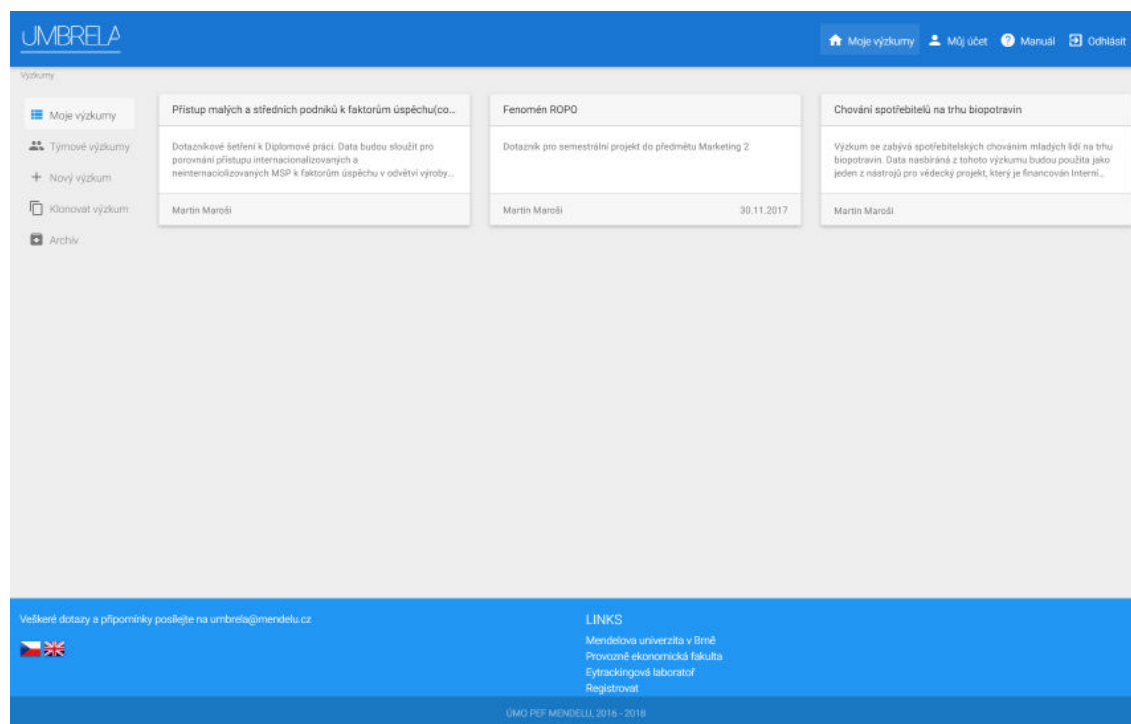 UMBRELA
Moje výzkumy Můj účet Manuál Odhlásit
Výzkumy
Moje výzkumy
Týmové výzkumy
Nový výzkum
Klonovat výzkum
Archiv
Přístup malých a středních podniků k faktorům úspěchu(co...
Dotazníkové šetření k Diplomové práci. Data budou sloužit pro
porovnání přístupu internacionalizovaných a
neinternaciolizovaných MSP k faktorům úspěchu v odvětví výroby...
Martin Maroši
Fenomén ROPO
Dotazník pro semestrální projekt do předmětu Marketing 2
Martin Maroši 30.11.2017
Chování spotřebitelů na trhu biopotravin
Výzkum se zabývá spotřebitelských chováním mladých lidí na trhu
biopotravin. Data nasbíráná z tohoto výzkumu budou použita jako
jeden z nástrojů pro vědecký projekt, který je financován Interní...
Martin Maroši
Veškeré dotazy a připomínky posílejte na umbrela@mendelu.cz
LINKS
Mendelova univerzita v Brně
Provozně ekonomická fakulta
Eytrackingová laboratoř
Registrovat
ÚMO PEF MENDELU, 2016 - 2018